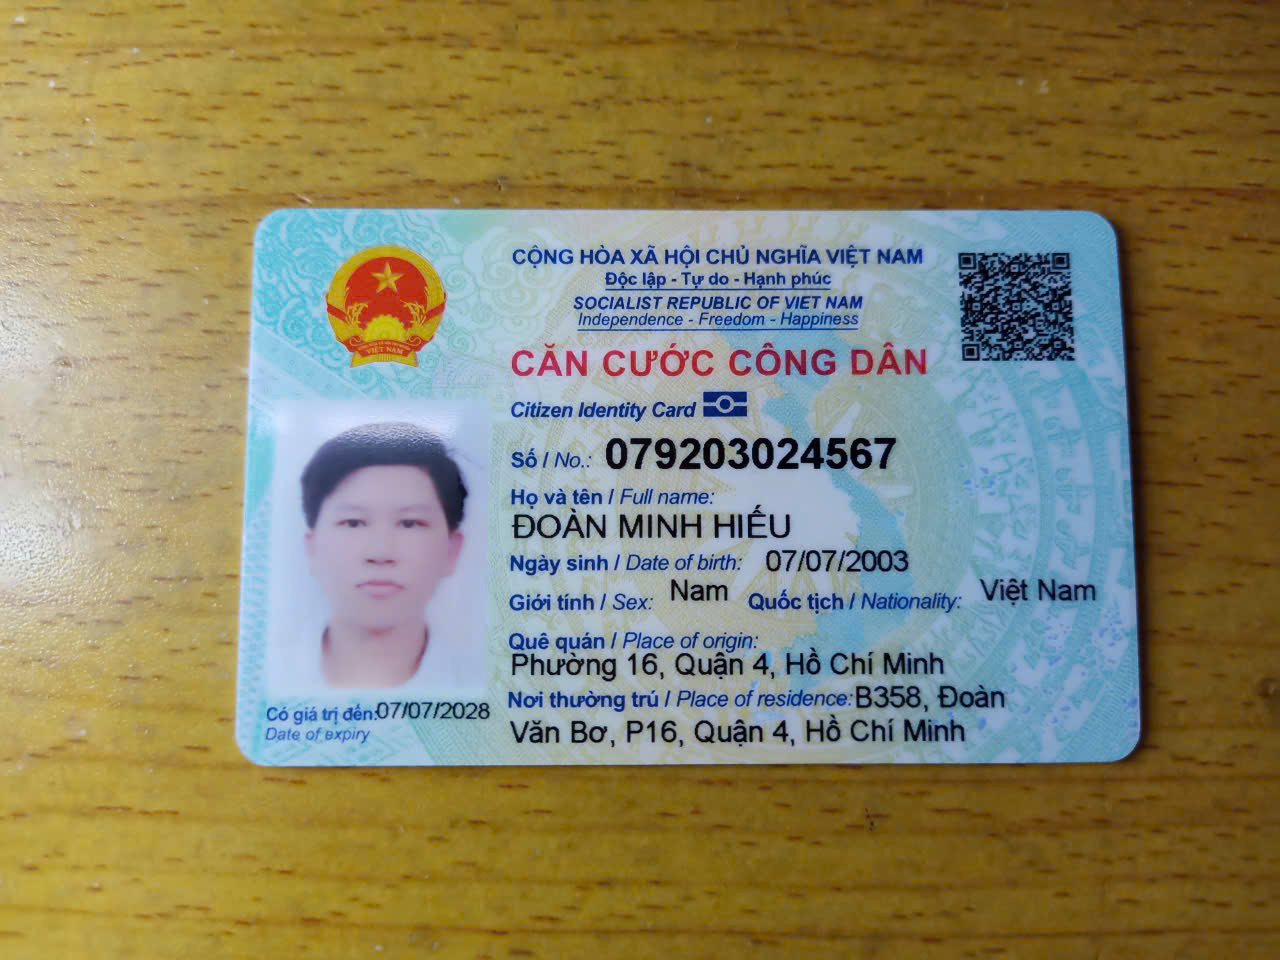 CỘNG HÒA XÃ HỘI CHỦ NGHĨA VIỆT NAM
Độc lập - Tự do - Hạnh phúc
SOCIALIST REPUBLIC OF VIET NAM
Independence - Freedom - Happiness
VIỆT NAM
CĂN CƯỚC CÔNG DÂN
Citizen Identity Card
Số / No.: 079203024567
Họ và tên / Full name:
ĐOÀN MINH HIẾU
Ngày sinh / Date of birth: 07/07/2003
Giới tính / Sex: Nam Quốc tịch / Nationality: Việt Nam
Quê quán / Place of origin:
Phường 16, Quận 4, Hồ Chí Minh
Nơi thường trú / Place of residence: B358, Đoàn
Văn Bơ, P16, Quận 4, Hồ Chí Minh
Có giá trị đến: 07/07/2028
Date of expiry